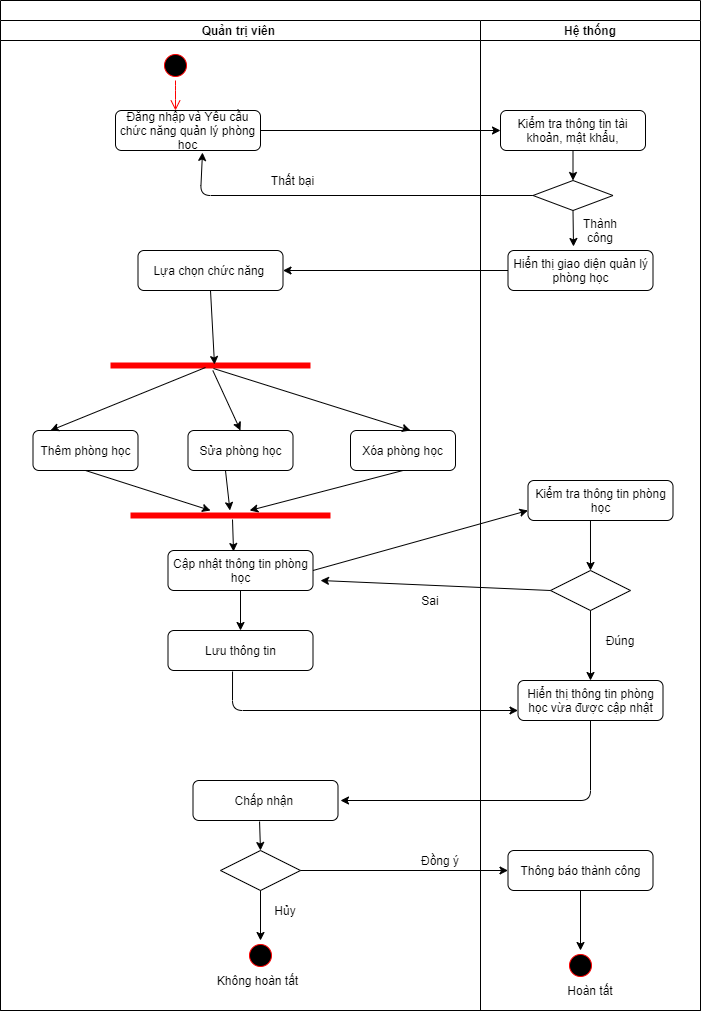 Quản trị viên
Hệ thống
Đăng nhập và Yêu cầu
chức năng quản lý phòng
học
Kiểm tra thông tin tài
khoản, mật khẩu,
Thất bại
Thành
công
Lựa chọn chức năng
Hiển thị giao diện quản lý
phòng học
Thêm phòng học
Sửa phòng học
Xóa phòng học
Kiểm tra thông tin phòng
học
Cập nhật thông tin phòng
học
Sai
Đúng
Lưu thông tin
Hiển thị thông tin phòng
học vừa được cập nhật
Chấp nhận
Đồng ý
Thông báo thành công
Hủy
Không hoàn tất
Hoàn tất